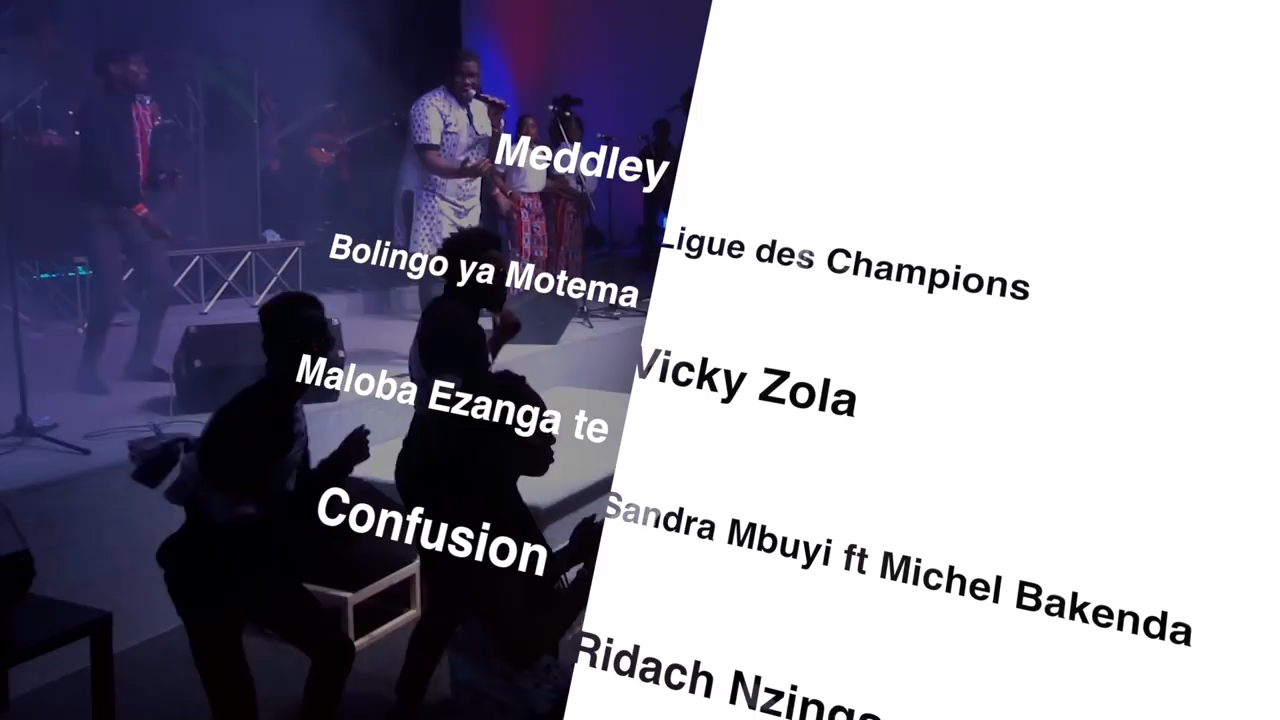 Meddley
Ligue des Champions
Bolingo ya Motema
Vicky Zola
Maloba Ezanga te
Sandra Mbuyi ft Michel Bakenda
Confusion
Ridach Nzinga